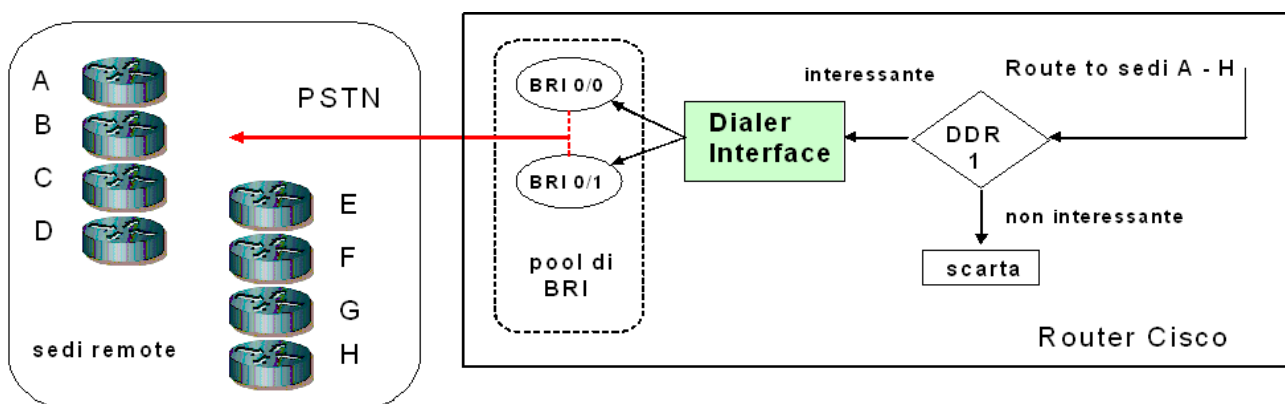 A
B
C
D
sedi remote
PSTN
E
F
G
H
BRI 0/0
BRI 0/1
pool di
BRI
Dialer
Interface
interessante
DDR
1
Route to sedi A - H
non interessante
scarta
Router Cisco